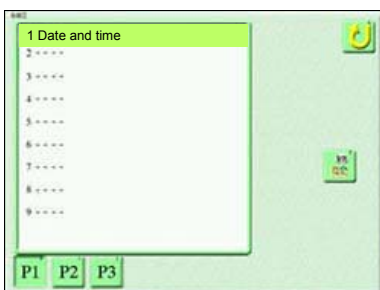 1 Date and time
2 - - - -
3 - - - -
4 - - - -
5 - - - -
6 - - - -
7 - - - -
8 - - - -
9 - - - -
P1 P2 P3